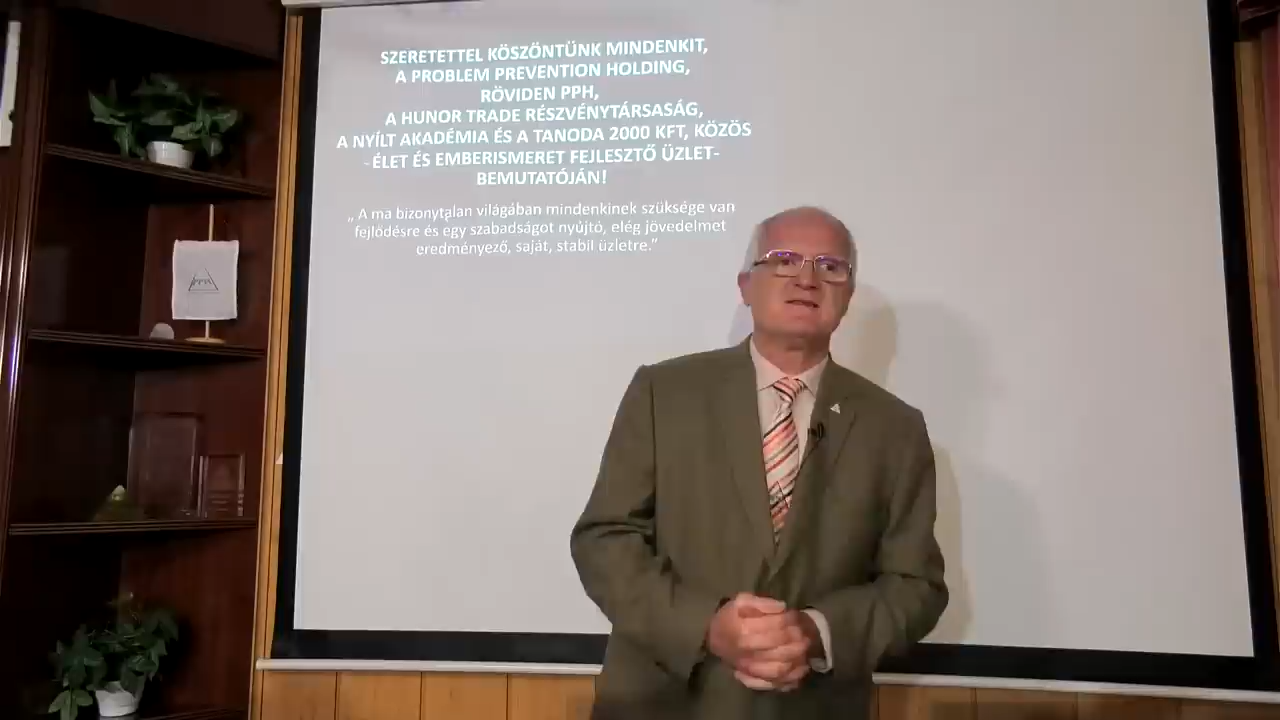 SZERETETTEL KÖSZÖNTÜNK MINDENKIT,
A PROBLEM PREVENTION HOLDING,
RÖVIDEN PPH,
A HUNOR TRADE RÉSZVÉNYTÁRSASÁG,
A NYÍLT AKADÉMIA ÉS A TANODA 2000 KFT, KÖZÖS
-ÉLET ÉS EMBERISMERET FEJLESZTŐ ÜZLET-
BEMUTATÓJÁN!
„ A ma bizonytalan világában mindenkinek szüksége van
fejlődésre és egy szabadságot nyújtó, elég jövedelmet
eredményező, saját, stabil üzletre.”
PPH